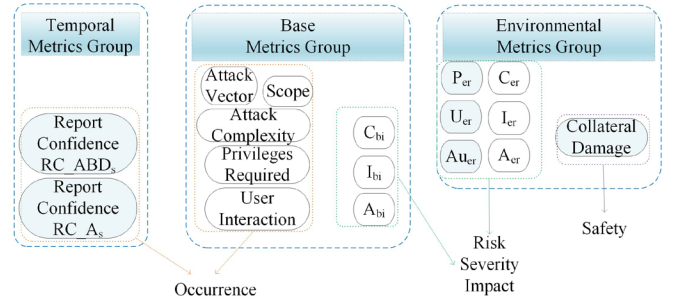 Temporal
Metrics Group
Report
Confidence
RC_ABDs
Report
Confidence
RC_As
Base
Metrics Group
Attack
Vector
Scope
Attack
Complexity
Privileges
Required
User
Interaction
Cbi
Ibi
Abi
Environmental
Metrics Group
Per
Cer
Uer
Ier
Auer
Aer
Collateral
Damage
Occurrence
Risk
Severity
Impact
Safety